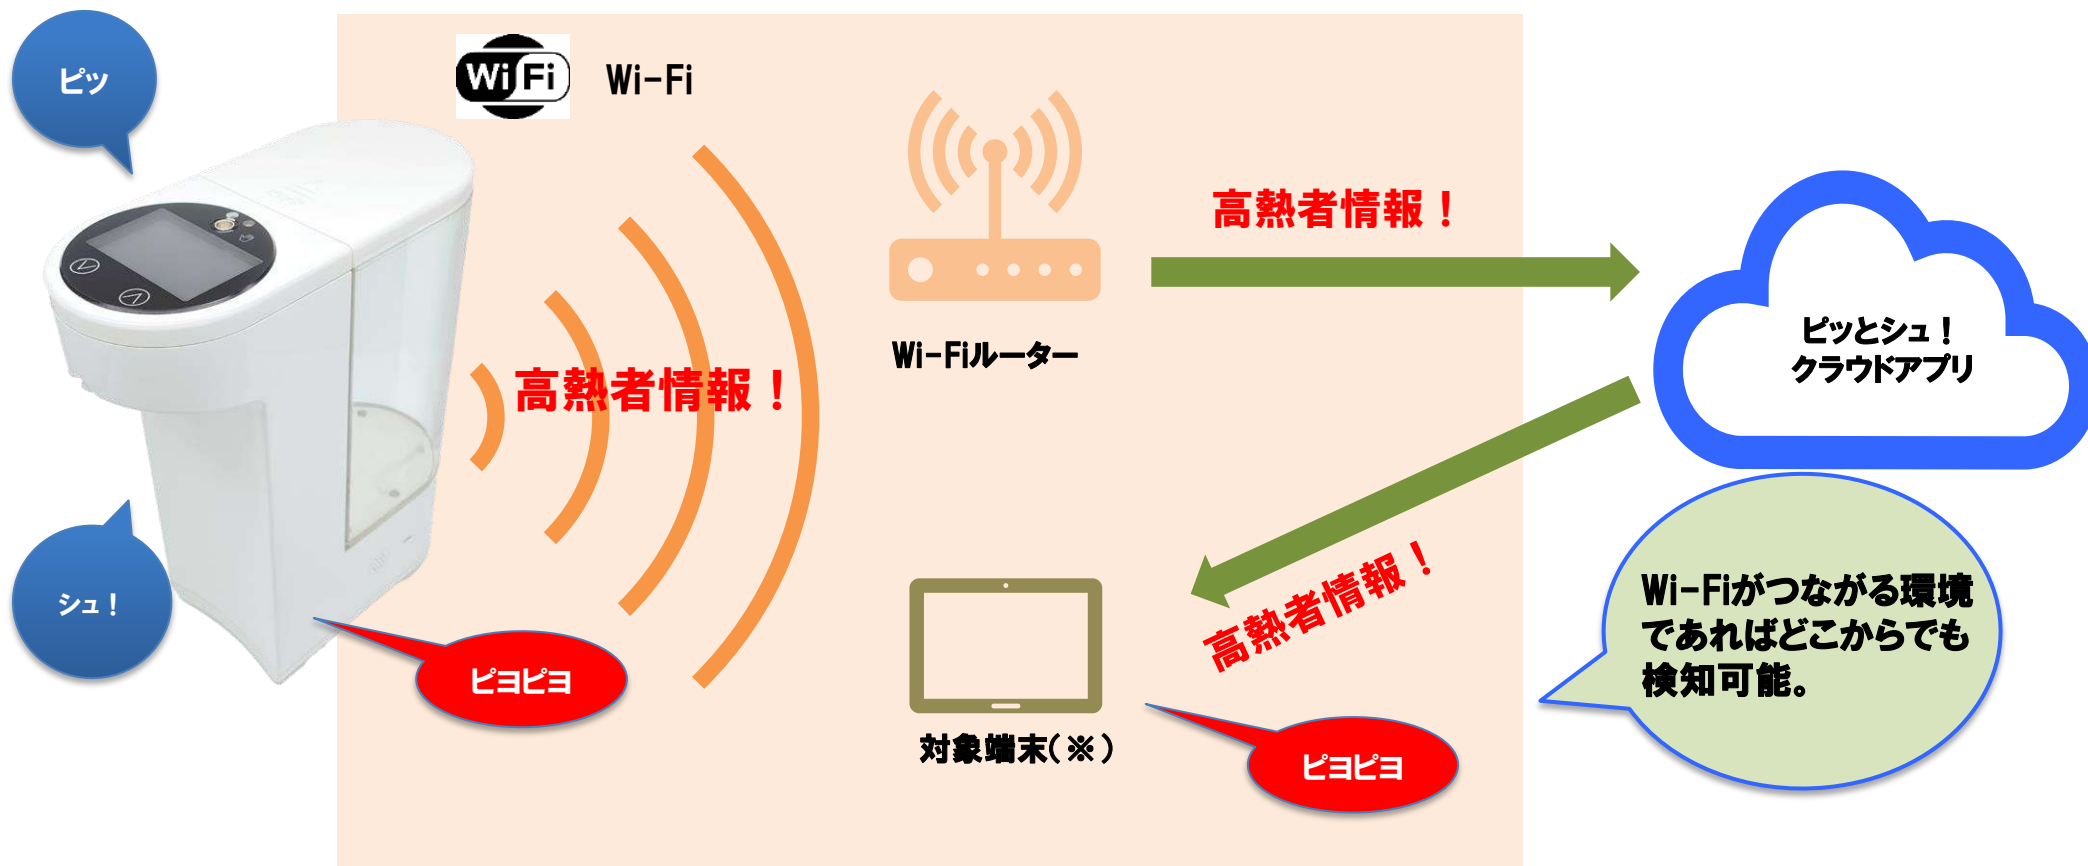 ピッ
WiFi
Wi-Fi
高熱者情報！
Wi-Fiルーター
高熱者情報！
ピッとシュ！
クラウドアプリ
シュ！
ピヨピヨ
高熱者情報！
対象端末(※)
ピヨピヨ
Wi-Fiがつながる環境
であればどこからでも
検知可能。